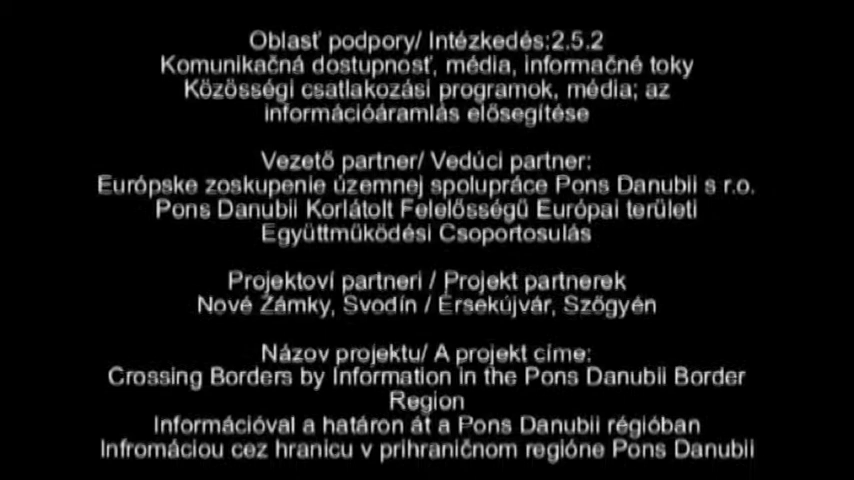 Oblasť podpory/ Intézkedés:2.5.2
Komunikačná dostupnosť, média, informačné toky
Közösségi csatlakozási programok, média; az
információáramlás elősegítése
Vezető partner/ Vedúci partner:
Európske zoskupenie územnej spolupráce Pons Danubii s r.o.
Pons Danubii Korlátolt Felelősségű Európai területi
Együttműködési Csoportosulás
Projektoví partneri / Projekt partnerek
Nové Zámky, Svodín / Érsekújvár, Szőgyén
Názov projektu/ A projekt címe:
Crossing Borders by Information in the Pons Danubii Border
Region
Információval a határon át a Pons Danubii régióban
Infromáciou cez hranicu v prihraničnom regióne Pons Danubii